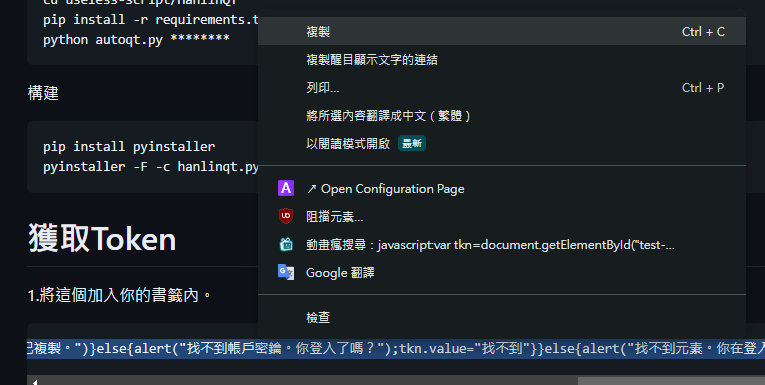 cd useless-script/HanlinQT
pip install -r requirements.t
python autoqt.py ********
構建
pip install pyinstaller
pyinstaller -F -c hanlinqt.py
獲取Token
1.將這個加入你的書籤內。
複製。")}else{alert("找不到帳戶密鑰。你登入了嗎？");tkn.value="找不到"}}else{alert("找不到元素。你在登入
複製 Ctrl + C
複製醒目顯示文字的連結
列印... Ctrl + P
將所選內容翻譯成中文 ( 繁體 )
以閱讀模式開啟 最新
↗ Open Configuration Page
阻擋元素...
動畫瘋搜尋：javascript:var tkn=document.getElementById("test-...
Google 翻譯
檢查